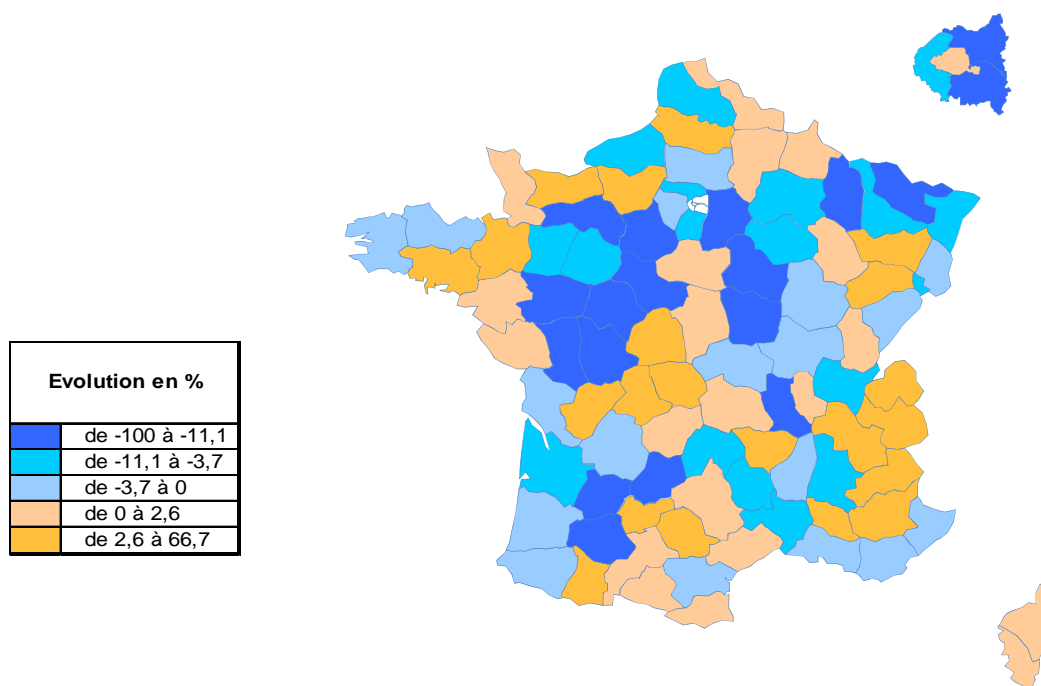 Evolution en %
de -100 à -11,1
de -11,1 à -3,7
de -3,7 à 0
de 0 à 2,6
de 2,6 à 66,7